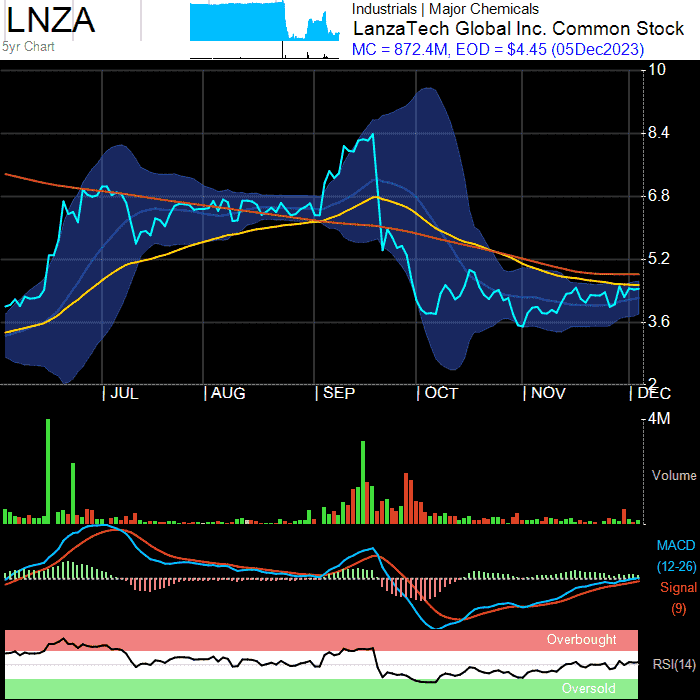 LNZA
5yr Chart
Industrials | Major Chemicals
LanzaTech Global Inc. Common Stock
MC = 872.4M, EOD = $4.45 (05Dec2023)
10
8.4
6.8
5.2
3.6
2
JUL AUG SEP OCT NOV DEC
4M
Volume
MACD
(12-26)
Signal
(9)
Overbought
RSI(14)
Oversold